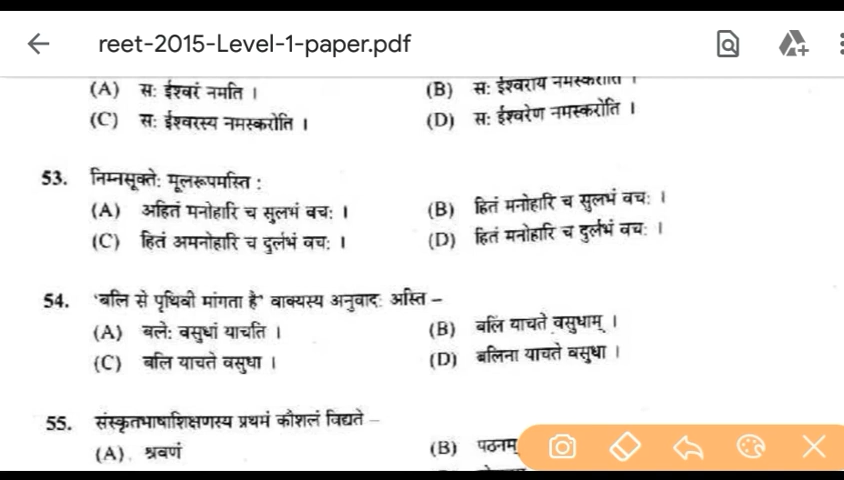 reet-2015-Level-1-paper.pdf
(A) सः ईश्वरं नमति । (B) सः ईश्वराय नमस्करोति ।
(C) सः ईश्वरस्य नमस्करोति । (D) सः ईश्वरेण नमस्करोति ।
53. निम्नसूक्तेः मूलरूपमस्ति :
(A) अहितं मनोहारि च सुलभं वचः । (B) हितं मनोहारि च सुलभं वचः ।
(C) हितं अमनोहारि च दुर्लभं वचः । (D) हितं मनोहारि च दुर्लभं वचः ।
54. 'बलि से पृथिवी मांगता है' वाक्यस्य अनुवादः अस्ति –
(A) बलेः वसुधां याचति । (B) बलिं याचते वसुधाम् ।
(C) बलि याचते वसुधा । (D) बलिना याचते वसुधा ।
55. संस्कृतभाषाशिक्षणस्य प्रथमं कौशलं विद्यते –
(A) श्रवणं (B) पठनम्